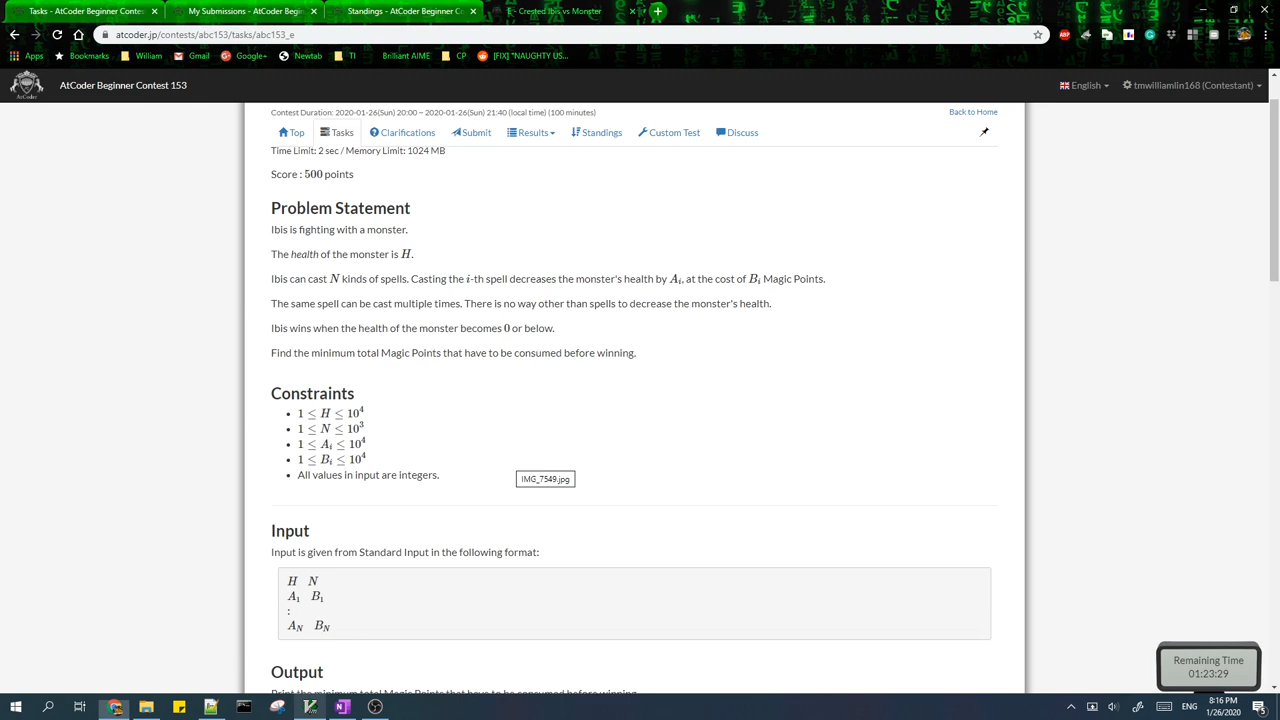 Tasks - AtCoder Beginner Contest
My Submissions - AtCoder Begin
Standings - AtCoder Beginner Co
E - Crested Ibis vs Monster
atcoder.jp/contests/abc153/tasks/abc153_e
Apps Bookmarks William Gmail Google+ Newtab TI Brilliant AIME CP [FIX] "NAUGHTY US...
AtCoder Beginner Contest 153
English
tmwilliamlin168 (Contestant)
Contest Duration: 2020-01-26(Sun) 20:00 ~ 2020-01-26(Sun) 21:40 (local time) (100 minutes)
Back to Home
Top Tasks Clarifications Submit Results Standings Custom Test Discuss
Time Limit: 2 sec / Memory Limit: 1024 MB
Score : 500 points
Problem Statement
Ibis is fighting with a monster.
The health of the monster is H.
Ibis can cast N kinds of spells. Casting the i-th spell decreases the monster's health by A_i, at the cost of B_i Magic Points.
The same spell can be cast multiple times. There is no way other than spells to decrease the monster's health.
Ibis wins when the health of the monster becomes 0 or below.
Find the minimum total Magic Points that have to be consumed before winning.
Constraints
1 ≤ H ≤ 10^4
1 ≤ N ≤ 10^3
1 ≤ A_i ≤ 10^4
1 ≤ B_i ≤ 10^4
All values in input are integers.
IMG_7549.jpg
Input
Input is given from Standard Input in the following format:
H N
A_1 B_1
:
A_N B_N
Output
Print the minimum total Magic Points that have to be consumed before winning.
Remaining Time
01:23:29
ENG
8:16 PM
1/26/2020